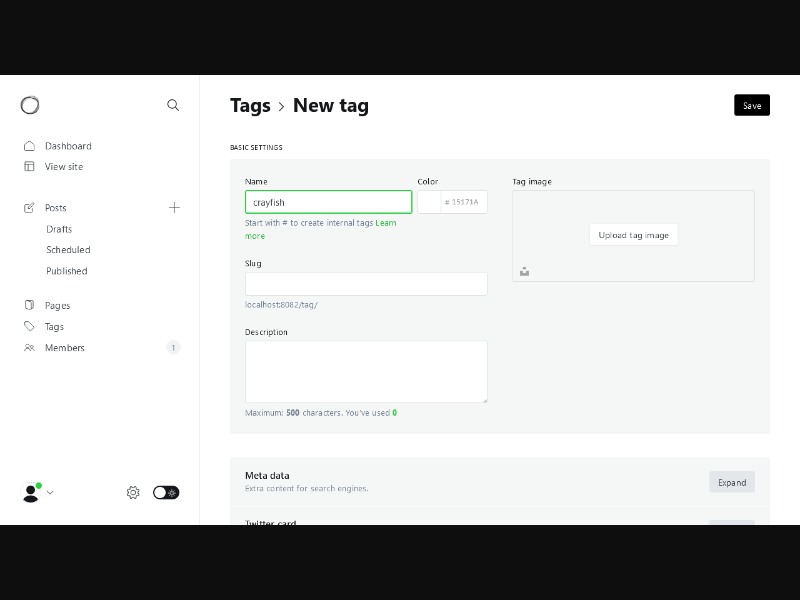 Tags > New tag
Save
Dashboard
View site
Posts
Drafts
Scheduled
Published
Pages
Tags
Members
1
BASIC SETTINGS
Name
crayfish
Start with # to create internal tags Learn
more
Color
# 15171A
Slug
localhost:8082/tag/
Description
Maximum: 500 characters. You've used 0
Tag image
Upload tag image
Meta data
Extra content for search engines.
Expand
Twitter card